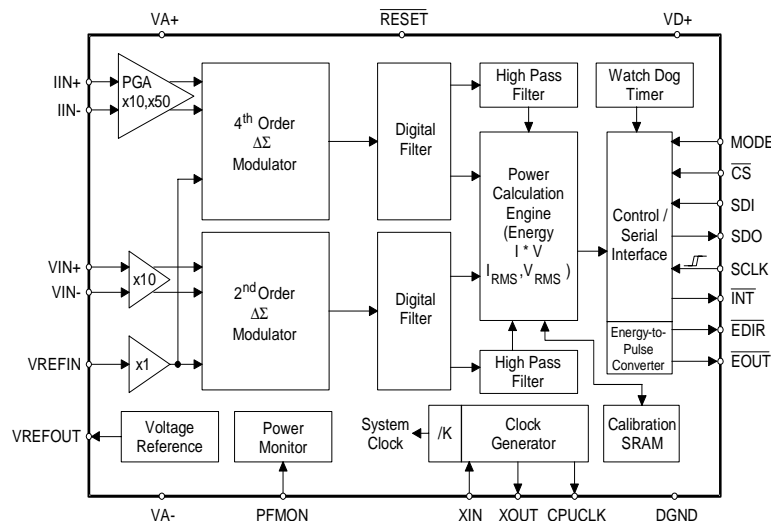 VA+
RESET
VD+
IIN+
IIN-
PGA
x10,x50
4th Order
ΔΣ
Modulator
Digital
Filter
High Pass
Filter
Watch Dog
Timer
Power
Calculation
Engine
(Energy
I * V
IRMS,VRMS )
Control /
Serial
Interface
MODE
CS
SDI
SDO
SCLK
INT
EDIR
EOUT
VIN+
VIN-
x10
2nd Order
ΔΣ
Modulator
Digital
Filter
Energy-to-
Pulse
Converter
VREFIN
x1
High Pass
Filter
VREFOUT
Voltage
Reference
Power
Monitor
System
Clock
/K
Clock
Generator
Calibration
SRAM
VA-
PFMON
XIN
XOUT
CPUCLK
DGND